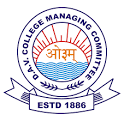 D.A.V. COLLEGE MANAGING COMMITTEE
ओ३म्
ESTD 1886